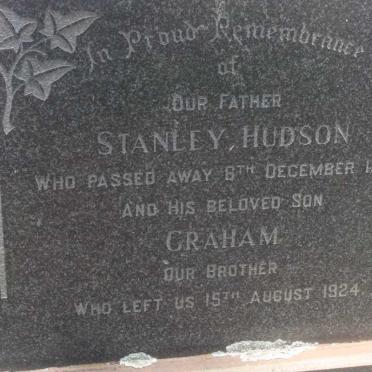 In Proud Remembrance
of
OUR FATHER
STANLEY, HUDSON
WHO PASSED AWAY 6TH DECEMBER
AND HIS BELOVED SON
GRAHAM
OUR BROTHER
WHO LEFT US 15TH AUGUST 1924.